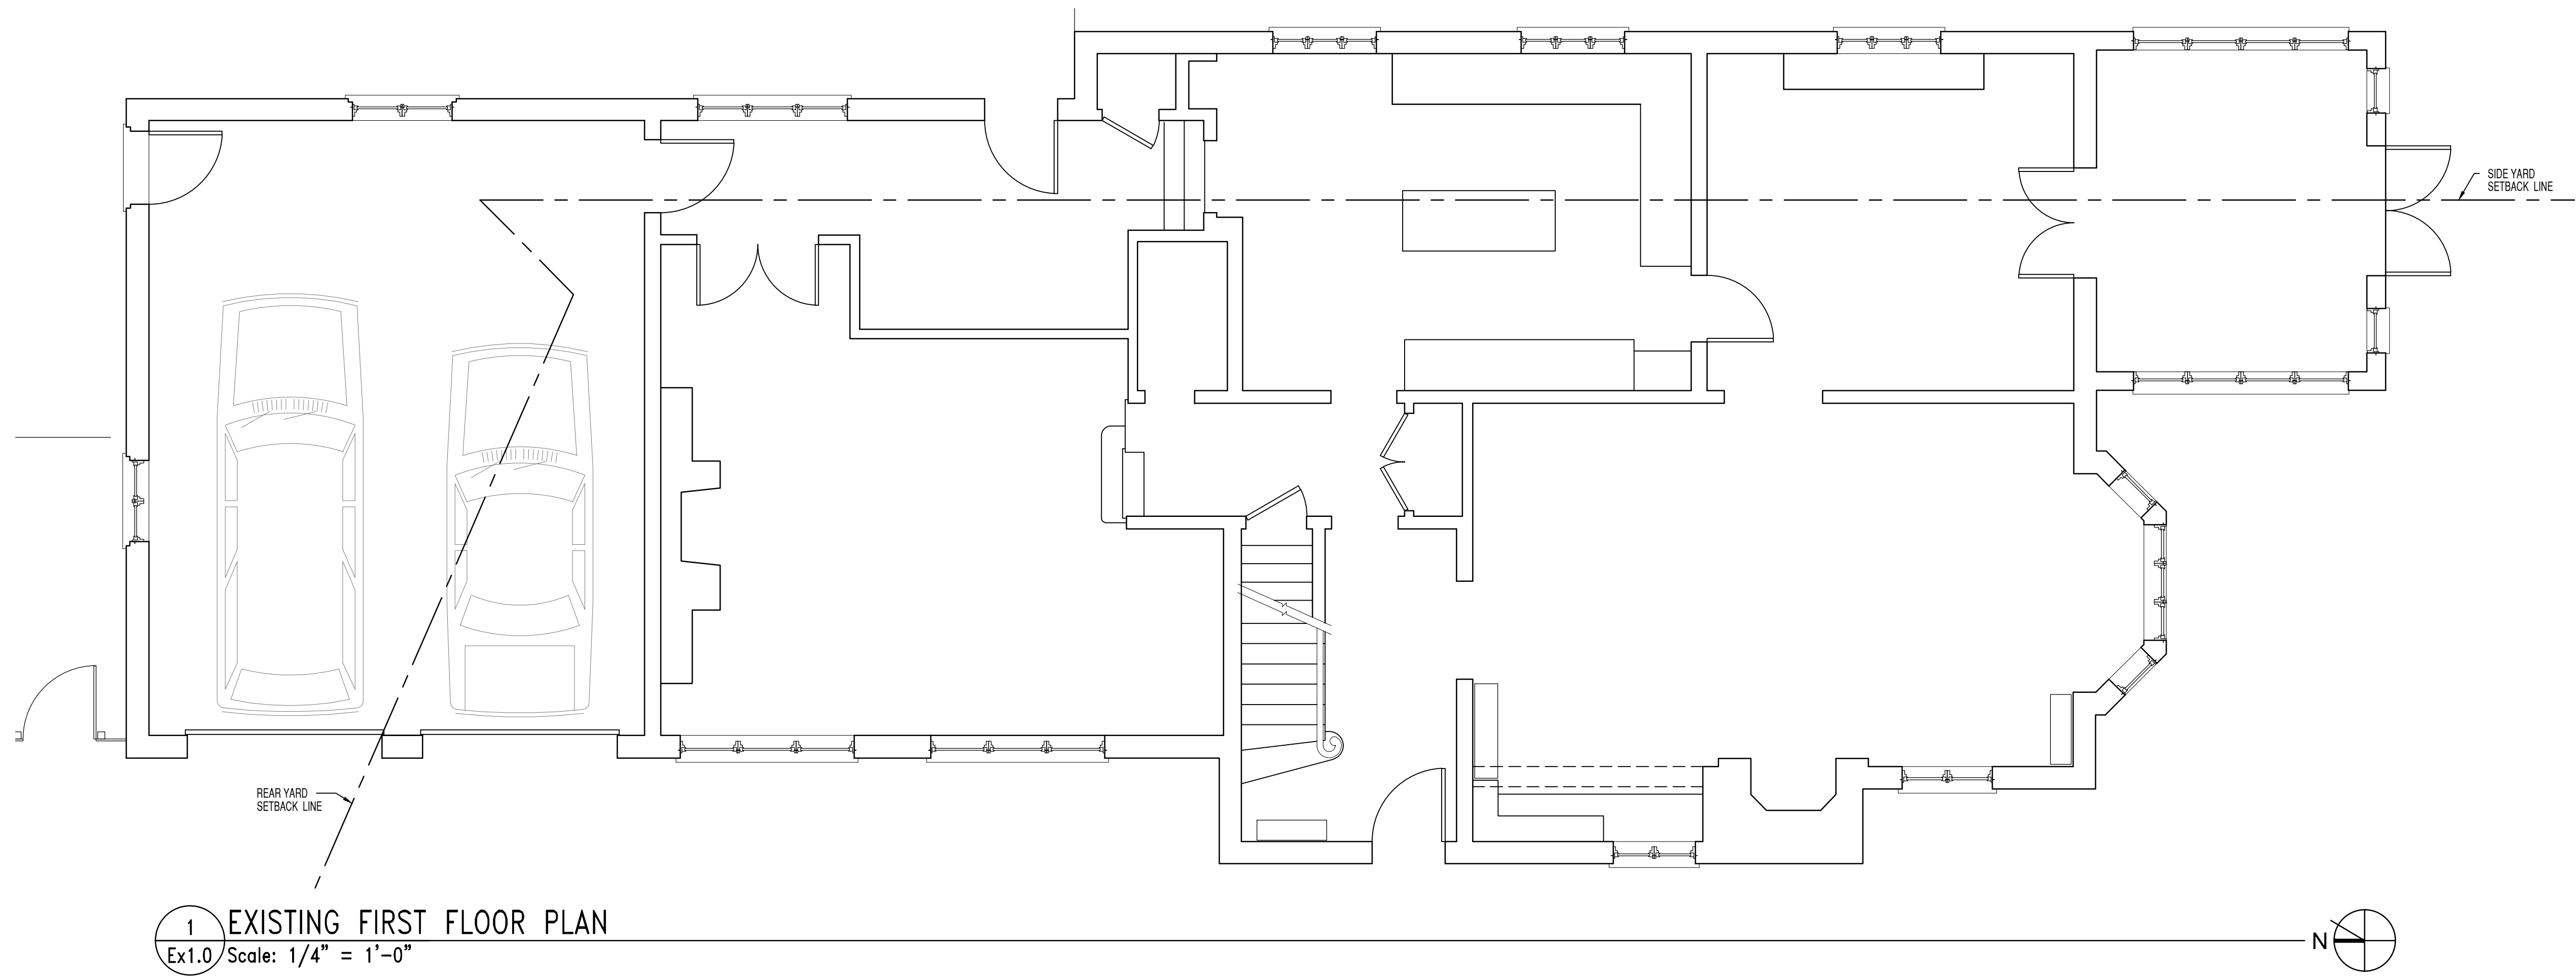 SIDE YARD
SETBACK LINE
REAR YARD
SETBACK LINE
1
EXISTING FIRST FLOOR PLAN
Ex1.0
Scale: 1/4" = 1'-0"
N